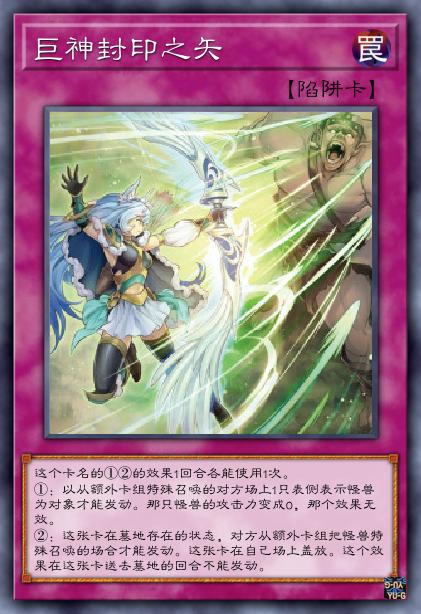 巨神封印之矢
罠
【陷阱卡】
这个卡名的①②的效果1回合各能使用1次。
①：以从额外卡组特殊召唤的对方场上1只表侧表示怪兽
为对象才能发动。那只怪兽的攻击力变成0，那个效果无
效。
②：这张卡在墓地存在的状态，对方从额外卡组把怪兽特
殊召唤的场合才能发动。这张卡在自己场上盖放。这个效
果在这张卡送去墓地的回合不能发动。
YU-G